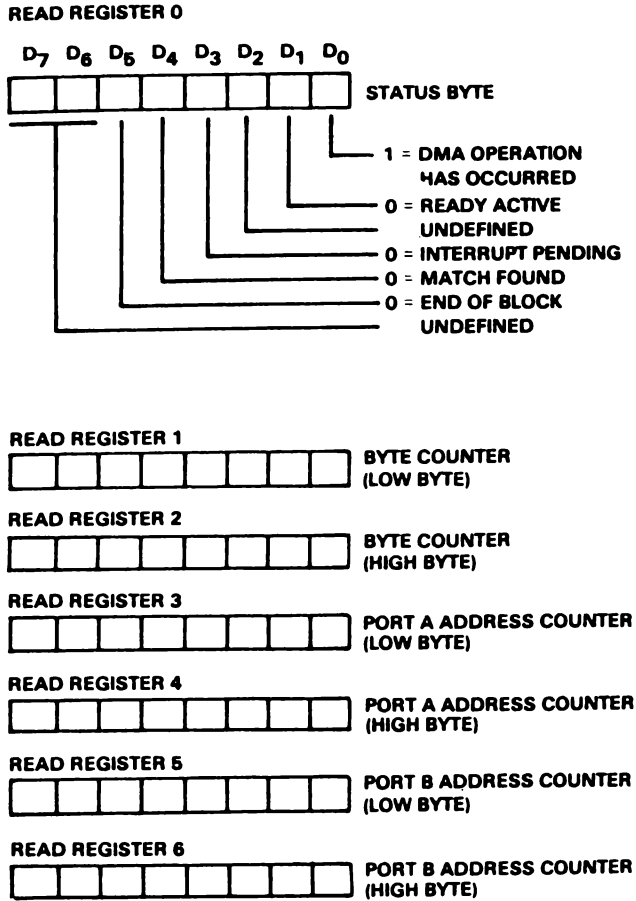 READ REGISTER 0
D7 D6 D5 D4 D3 D2 D1 D0
STATUS BYTE
1 = DMA OPERATION
HAS OCCURRED
0 = READY ACTIVE
UNDEFINED
0 = INTERRUPT PENDING
0 = MATCH FOUND
0 = END OF BLOCK
UNDEFINED
READ REGISTER 1
BYTE COUNTER
(LOW BYTE)
READ REGISTER 2
BYTE COUNTER
(HIGH BYTE)
READ REGISTER 3
PORT A ADDRESS COUNTER
(LOW BYTE)
READ REGISTER 4
PORT A ADDRESS COUNTER
(HIGH BYTE)
READ REGISTER 5
PORT B ADDRESS COUNTER
(LOW BYTE)
READ REGISTER 6
PORT B ADDRESS COUNTER
(HIGH BYTE)